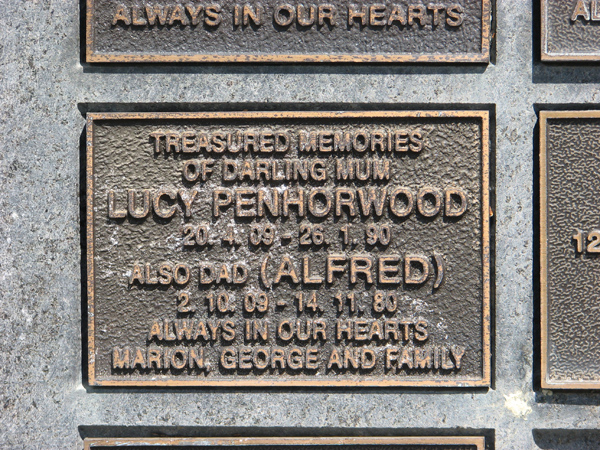 ALWAYS IN OUR HEARTS
TREASURED MEMORIES
OF DARLING MUM
LUCY PENHORWOOD
20. 4. 09 - 26. 1. 90
ALSO DAD (ALFRED)
2. 10. 09 - 14. 11. 80
ALWAYS IN OUR HEARTS
MARION, GEORGE AND FAMILY
12